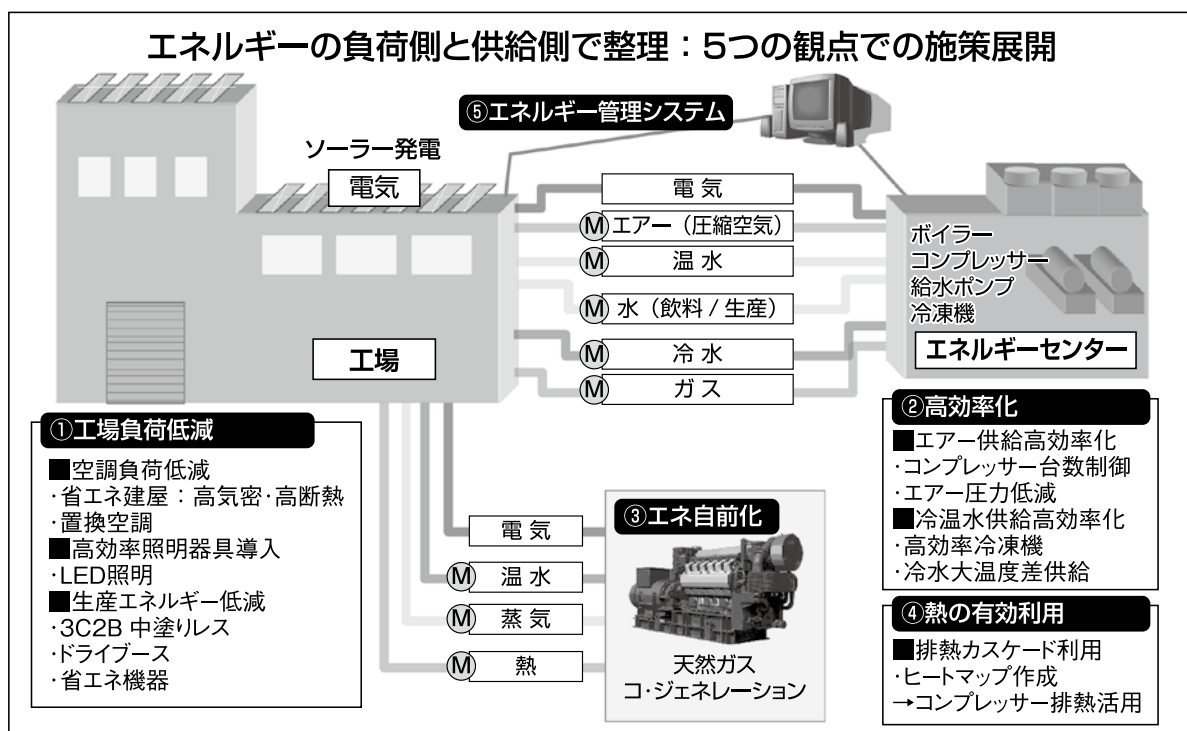 エネルギーの負荷側と供給側で整理：5つの観点での施策展開
⑤エネルギー管理システム
ソーラー発電
電気
電 気
M エアー（圧縮空気）
M 温 水
M 水（飲料 / 生産）
M 冷 水
M ガ ス
工場
ボイラー
コンプレッサー
給水ポンプ
冷凍機
エネルギーセンター
①工場負荷低減
■空調負荷低減
・省エネ建屋：高気密・高断熱
・置換空調
■高効率照明器具導入
・LED照明
■生産エネルギー低減
・3C2B 中塗りレス
・ドライブース
・省エネ機器
電 気
M 温 水
M 蒸 気
M 熱
③エネ自前化
天然ガス
コ・ジェネレーション
②高効率化
■エアー供給高効率化
・コンプレッサー台数制御
・エアー圧力低減
■冷温水供給高効率化
・高効率冷凍機
・冷水大温度差供給
④熱の有効利用
■排熱カスケード利用
・ヒートマップ作成
→コンプレッサー排熱活用